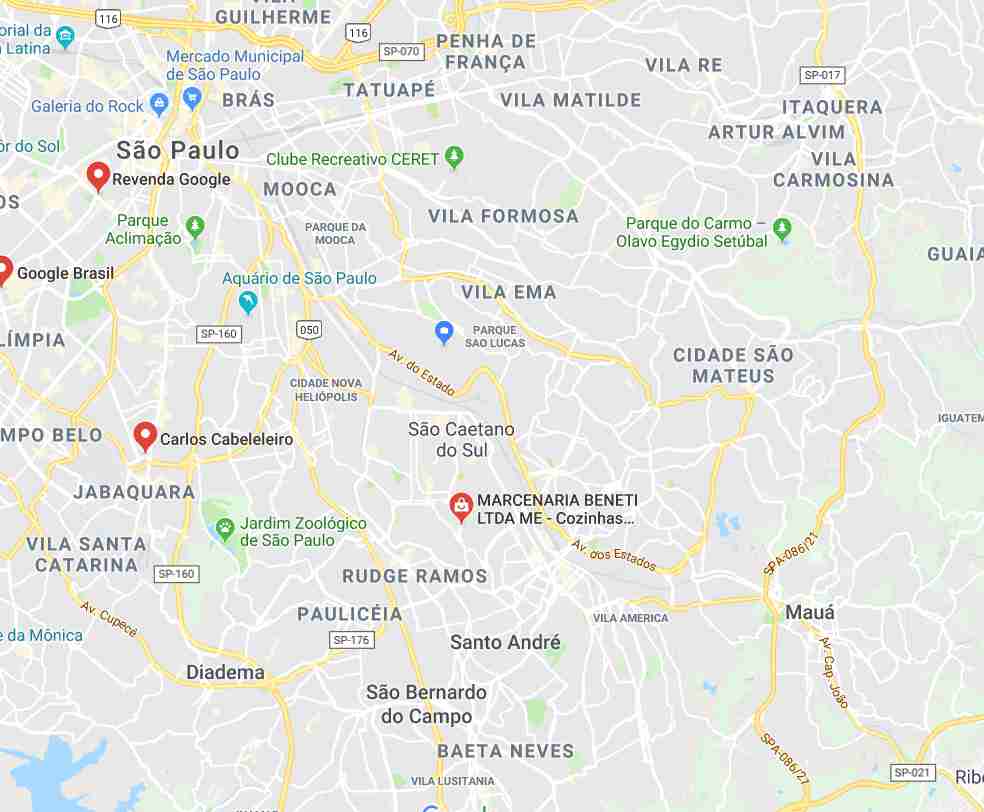 VILA
GUILHERME
116
116
SP-070
PENHA DE
FRANÇA
orial da
Latina
Mercado Municipal
de São Paulo
VILA RE
SP-017
TATUAPÉ
Galeria do Rock
BRÁS
VILA MATILDE
ITAQUERA
ARTUR ALVIM
ôr do Sol
São Paulo
Clube Recreativo CERET
VILA
CARMOSINA
Revenda Google
MOOCA
OS
Parque
Aclimação
PARQUE DA
MOOCA
VILA FORMOSA
Parque do Carmo –
Olavo Egydio Setúbal
GUAIA
Google Brasil
Aquário de São Paulo
VILA EMA
LÍMPIA
SP-160
050
PARQUE
SAO LUCAS
Av. do Estado
CIDADE SÃO
MATEUS
CIDADE NOVA
HELIÓPOLIS
IGUATEM
MPO BELO
Carlos Cabeleleiro
São Caetano
do Sul
JABAQUARA
MARCENARIA BENETI
LTDA ME - Cozinhas...
Jardim Zoológico
de São Paulo
VILA SANTA
CATARINA
Av. dos Estados
SPA-086/21
SP-160
RUDGE RAMOS
Av. Cupecê
PAULICÉIA
VILA AMERICA
Mauá
e da Mônica
SP-176
Santo André
Av. Cap. João
Diadema
São Bernardo
do Campo
BAETA NEVES
SPA-086/27
VILA LUSITANIA
SP-021
Ribe